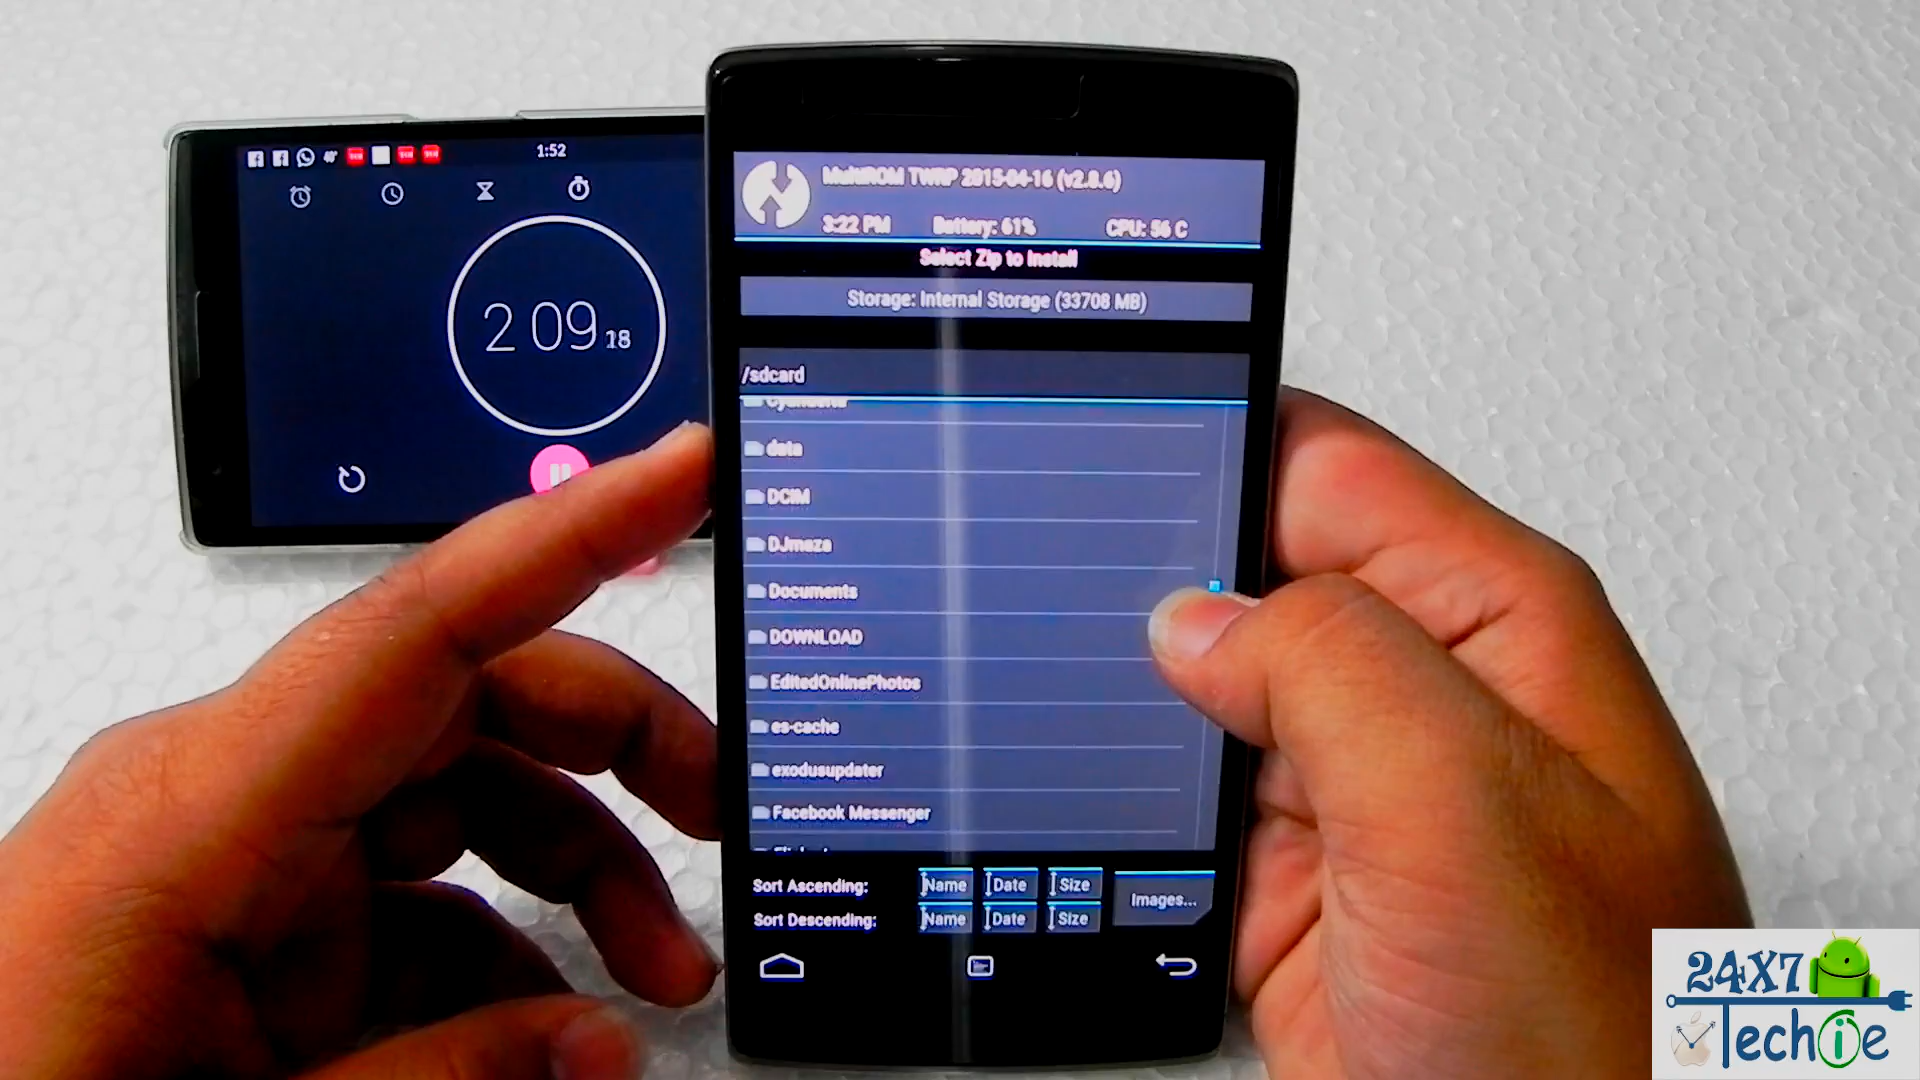 1:52
2 09 18
MultiROM TWRP 2015-04-16 (v2.8.6)
3:22 PM Battery: 61% CPU: 56 C
Select Zip to Install
Storage: Internal Storage (33708 MB)
/sdcard
data
DCIM
DJmaza
Documents
DOWNLOAD
EditedOnlinePhotos
es-cache
exodusupdater
Facebook Messenger
Sort Ascending: Name Date Size
Sort Descending: Name Date Size
Images...
24X7
Techie